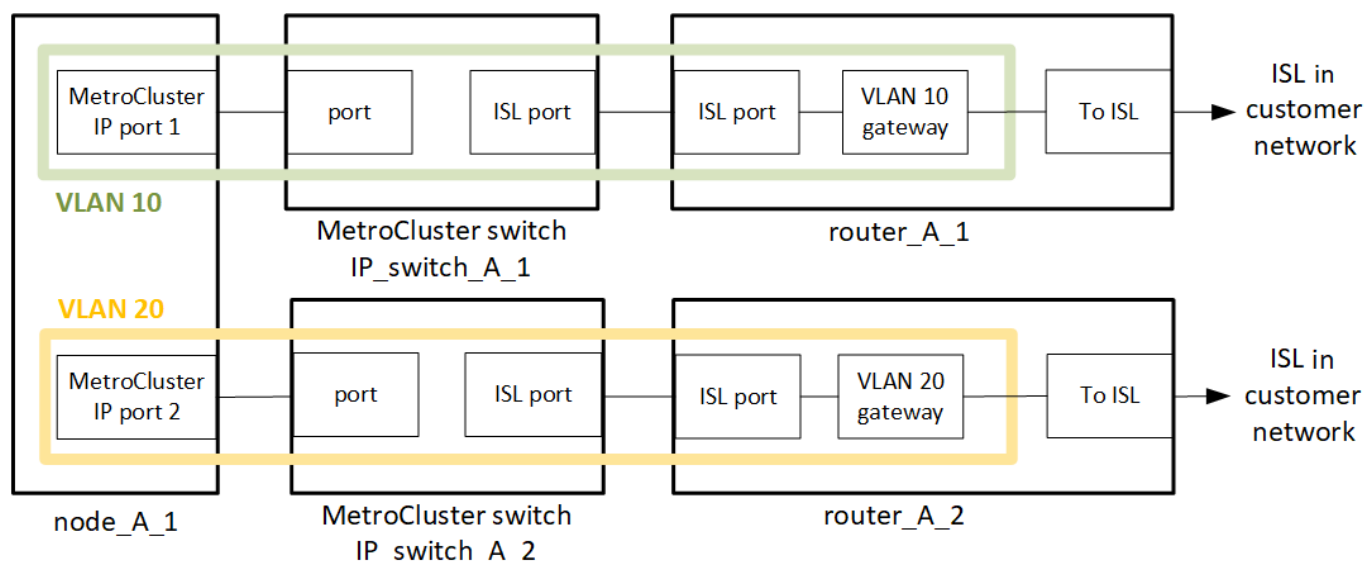 MetroCluster
IP port 1
port
ISL port
ISL port
VLAN 10
gateway
To ISL
ISL in
customer
network
VLAN 10
MetroCluster switch
IP_switch_A_1
router_A_1
VLAN 20
MetroCluster
IP port 2
port
ISL port
ISL port
VLAN 20
gateway
To ISL
ISL in
customer
network
node_A_1
MetroCluster switch
IP_switch_A_2
router_A_2